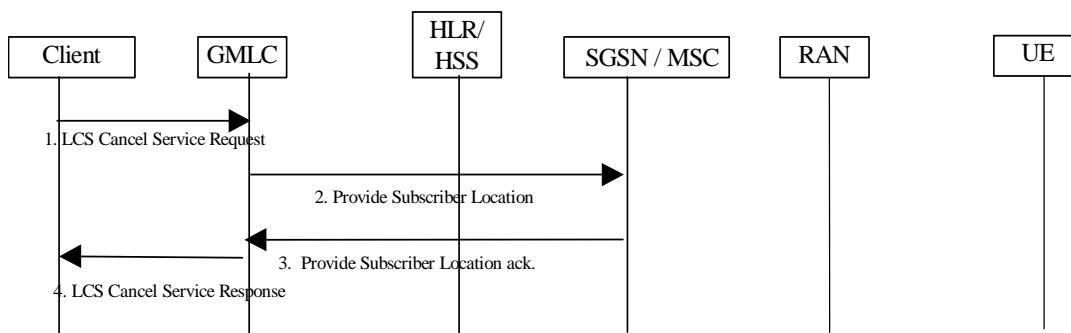 Client
GMLC
HLR/
HSS
SGSN / MSC
RAN
UE
1. LCS Cancel Service Request
2. Provide Subscriber Location
3. Provide Subscriber Location ack.
4. LCS Cancel Service Response